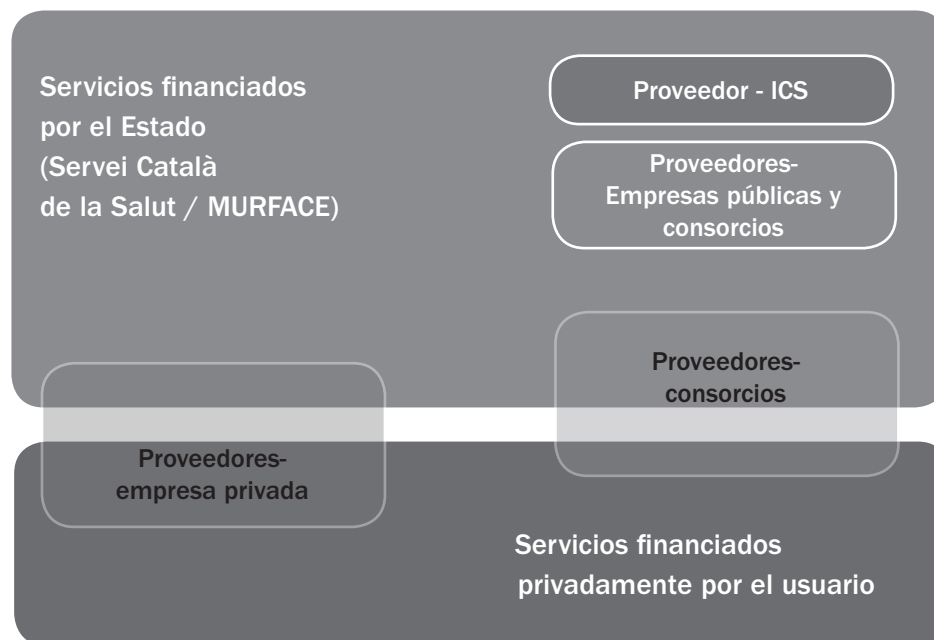 Servicios financiados
por el Estado
(Servei Català
de la Salut / MURFACE)
Proveedor - ICS
Proveedores-
Empresas públicas y
consorcios
Proveedores-
consorcios
Proveedores-
empresa privada
Servicios financiados
privadamente por el usuario